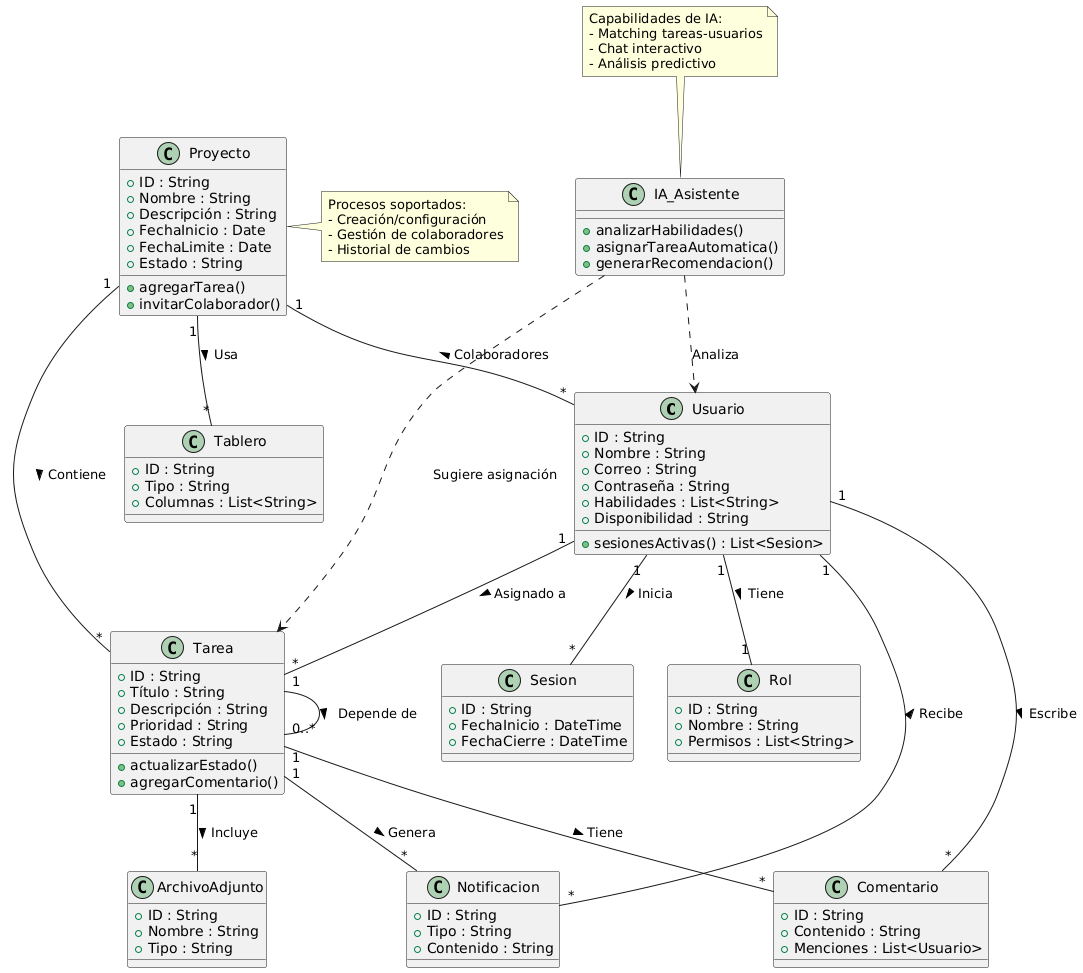 Capabilidades de IA:
- Matching tareas-usuarios
- Chat interactivo
- Análisis predictivo
C Proyecto
ID : String
Nombre : String
Descripción : String
FechaInicio : Date
FechaLimite : Date
Estado : String
agregarTarea()
invitarColaborador()
Procesos soportados:
- Creación/configuración
- Gestión de colaboradores
- Historial de cambios
C IA_Asistente
analizarHabilidades()
asignarTareaAutomatica()
generarRecomendacion()
1
1
1
Usa
Colaboradores
Analiza
*
*
C Tablero
ID : String
Tipo : String
Columnas : List<String>
C Usuario
ID : String
Nombre : String
Correo : String
Contraseña : String
Habilidades : List<String>
Disponibilidad : String
sesionesActivas() : List<Sesion>
Contiene
Sugiere asignación
1
1
1
1
1
Asignado a
Inicia
Tiene
*
*
*
1
C Tarea
ID : String
Título : String
Descripción : String
Prioridad : String
Estado : String
actualizarEstado()
agregarComentario()
1
Depende de
0..*
C Sesion
ID : String
FechaInicio : DateTime
FechaCierre : DateTime
C Rol
ID : String
Nombre : String
Permisos : List<String>
Recibe
Escribe
1
1
1
Incluye
Genera
Tiene
*
*
*
*
*
C ArchivoAdjunto
ID : String
Nombre : String
Tipo : String
C Notificacion
ID : String
Tipo : String
Contenido : String
C Comentario
ID : String
Contenido : String
Menciones : List<Usuario>